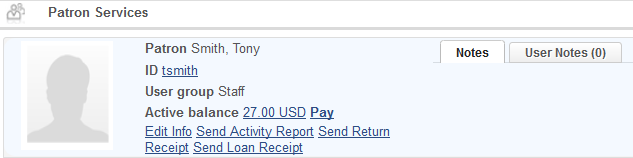 Patron Services
Patron Smith, Tony
Notes
User Notes (0)
ID tsmith
User group Staff
Active balance 27.00 USD Pay
Edit Info Send Activity Report Send Return
Receipt Send Loan Receipt